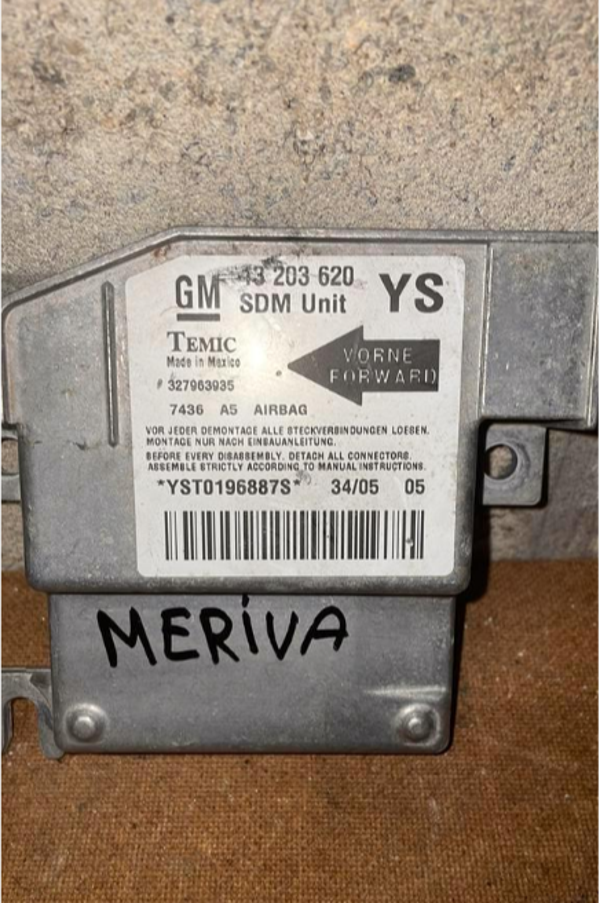 GM 13 203 620 YS
SDM Unit
TEMIC
Made in Mexico
VORNE
FORWARD
# 327963935
7436 A5 AIRBAG
VOR JEDER DEMONTAGE ALLE STECKVERBINDUNGEN LOESEN.
MONTAGE NUR NACH EINBAUANLEITUNG.
BEFORE EVERY DISASSEMBLY. DETACH ALL CONNECTORS.
ASSEMBLE STRICTLY ACCORDING TO MANUAL INSTRUCTIONS.
*YST0196887S* 34/05 05
MERIVA